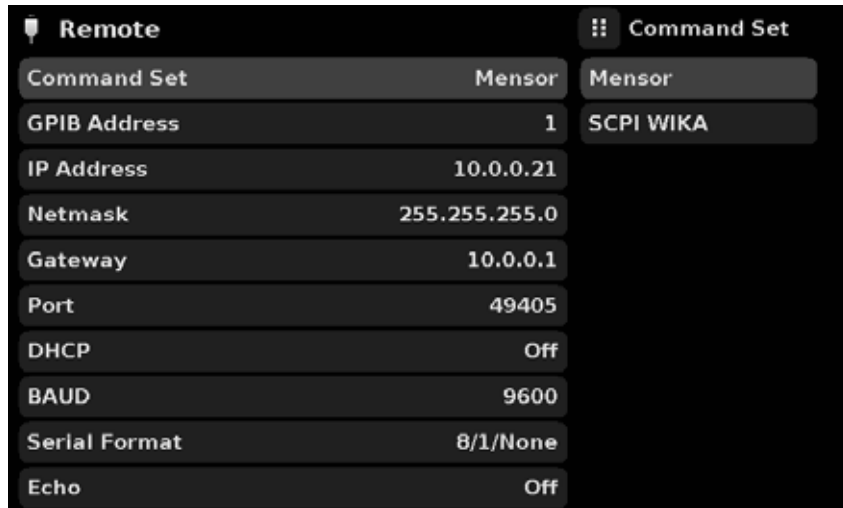 Remote
Command Set Mensor
GPIB Address 1
IP Address 10.0.0.21
Netmask 255.255.255.0
Gateway 10.0.0.1
Port 49405
DHCP Off
BAUD 9600
Serial Format 8/1/None
Echo Off
Command Set
Mensor
SCPI WIKA